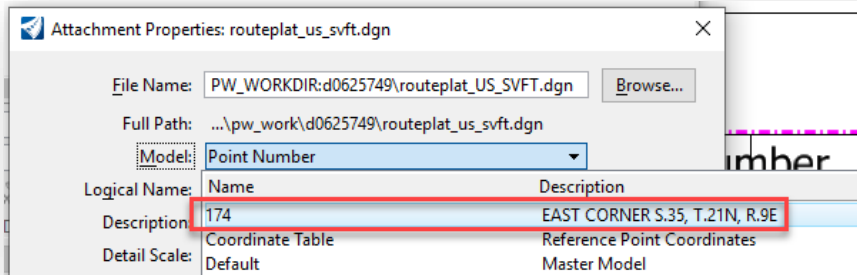 Attachment Properties: routeplat_us_svft.dgn
File Name: PW_WORKDIR:d0625749\routeplat_US_SVFT.dgn Browse...
Full Path: ...\pw_work\d0625749\routeplat_us_svft.dgn
Model: Point Number
Logical Name: Name Description
Description: 174 EAST CORNER S.35, T.21N, R.9E
Coordinate Table Reference Point Coordinates
Detail Scale: Default Master Model